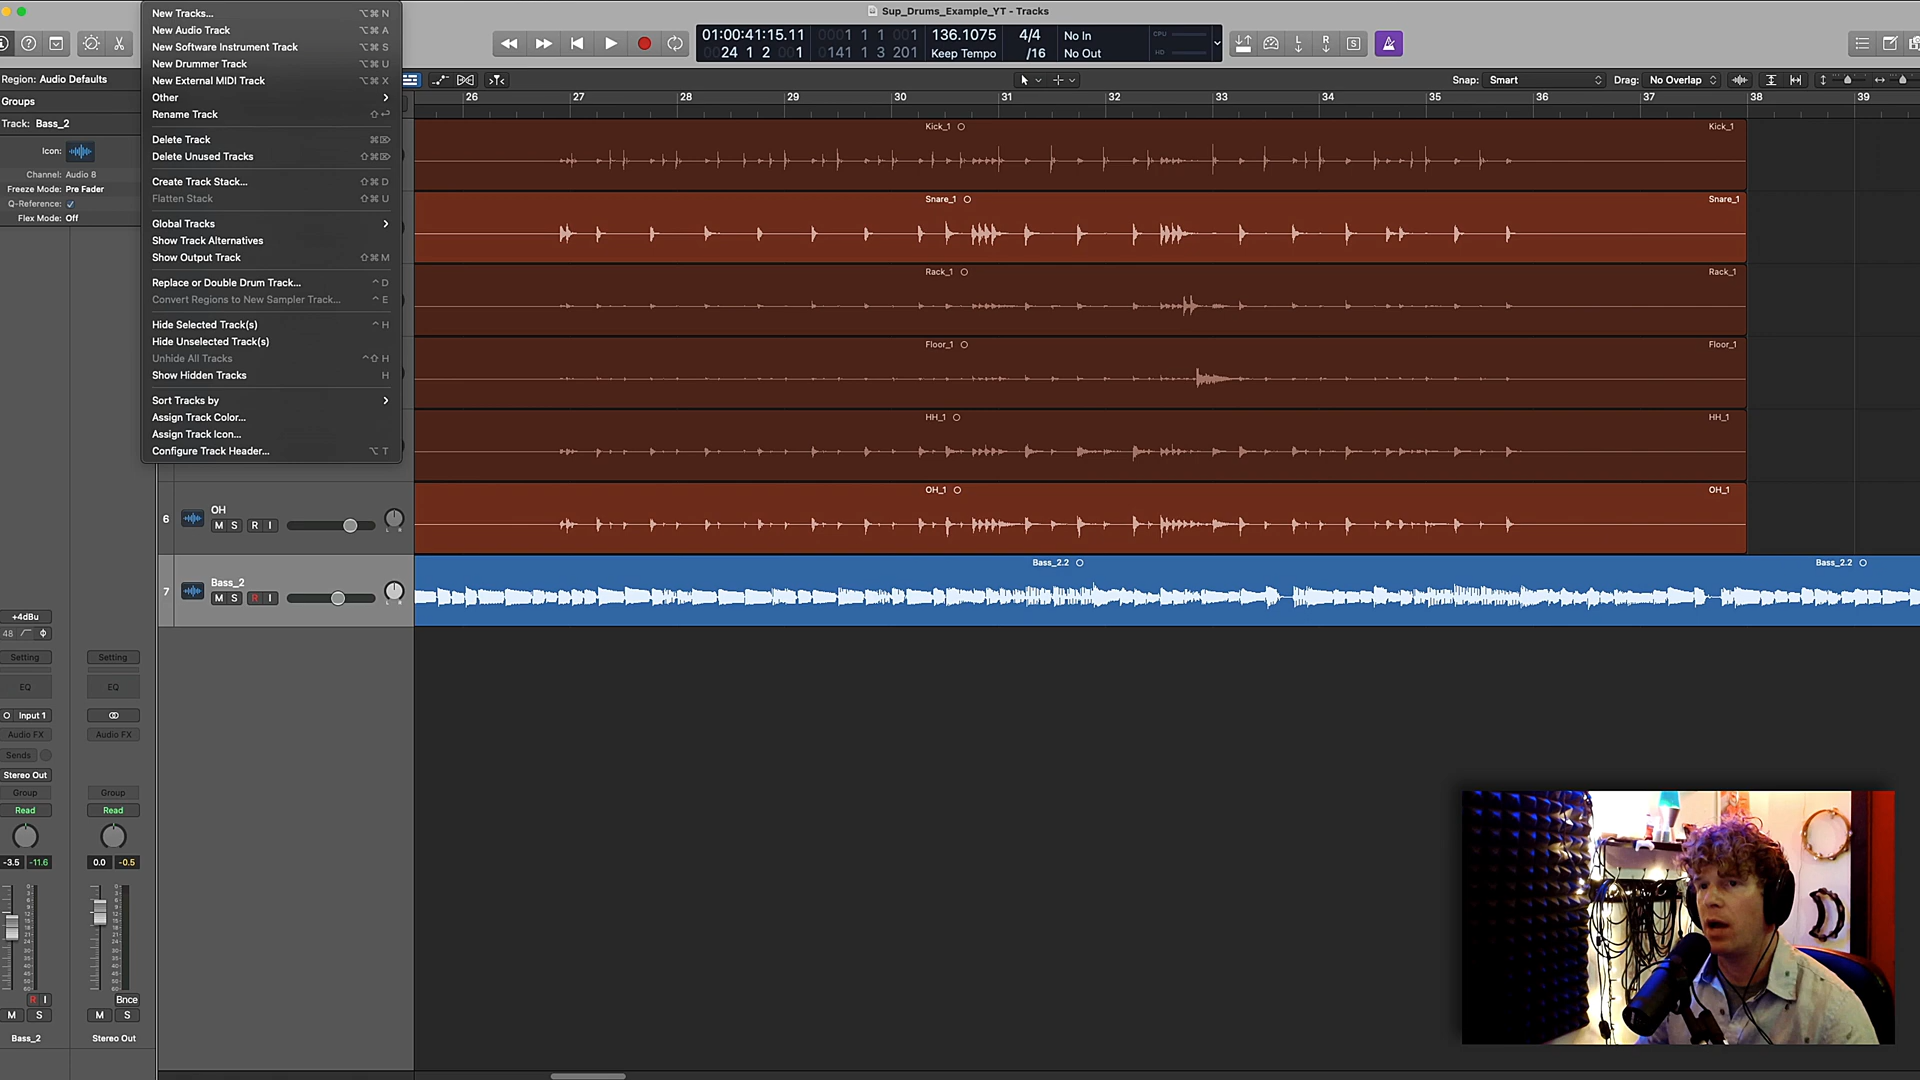 Sup_Drums_Example_YT - Tracks
New Tracks... ⌥⌘N
New Audio Track ⌥⌘A
New Software Instrument Track ⌥⌘S
New Drummer Track ⌥⌘U
New External MIDI Track ⌥⌘X
Other
Rename Track ⇧↩
Delete Track ⌘⌦
Delete Unused Tracks ⇧⌘⌦
Create Track Stack... ⇧⌘D
Flatten Stack ⇧⌘U
Global Tracks
Show Track Alternatives
Show Output Track ⇧⌘M
Replace or Double Drum Track... ^D
Convert Regions to New Sampler Track... ^E
Hide Selected Track(s) ^H
Hide Unselected Track(s)
Unhide All Tracks ^⇧H
Show Hidden Tracks H
Sort Tracks by
Assign Track Color...
Assign Track Icon...
Configure Track Header... ⌥T
01:00:41:15.11 0001 1 1 001 136.1075 4/4 No In CPU
0024 1 2 001 0141 1 3 201 Keep Tempo /16 No Out HD
L R S
Region: Audio Defaults
Groups
Track: Bass_2
Icon:
Channel: Audio 8
Freeze Mode: Pre Fader
Q-Reference:
Flex Mode: Off
Snap: Smart Drag: No Overlap
26 27 28 29 30 31 32 33 34 35 36 37 38 39
Kick_1 Kick_1
Snare_1 Snare_1
Rack_1 Rack_1
Floor_1 Floor_1
HH_1 HH_1
OH_1 OH_1
6 OH
M S R I
Bass_2.2 Bass_2.2
7 Bass_2
M S R I
+4dBu
48
Setting Setting
EQ EQ
Input 1
Audio FX Audio FX
Sends
Stereo Out
Group Group
Read Read
-3.5 -11.6 0.0 -0.5
R I Bnce
M S M S
Bass_2 Stereo Out